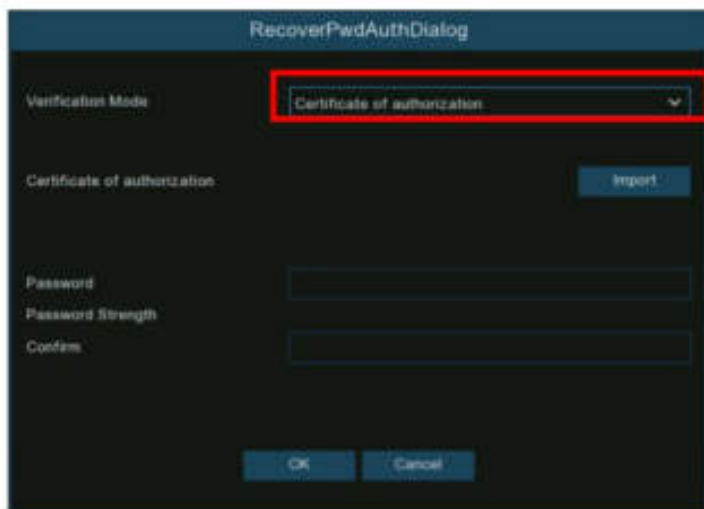 RecoverPwdAuthDialog
Verification Mode
Certificate of authorization
Certificate of authorization
Import
Password
Password Strength
Confirm
OK
Cancel